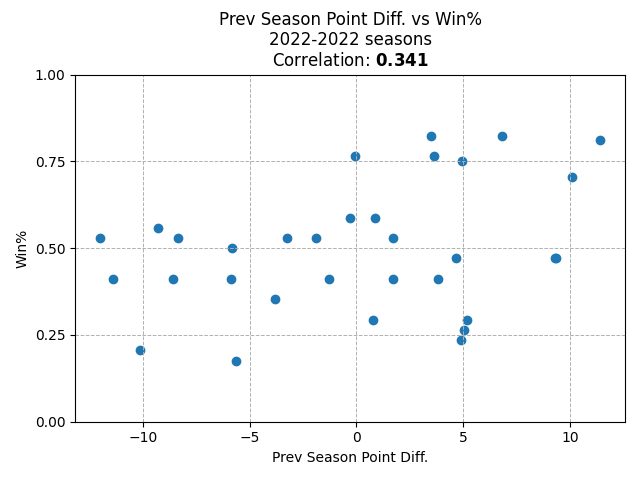 Prev Season Point Diff. vs Win%
2022-2022 seasons
Correlation: 0.341
1.00
0.75
0.50
0.25
0.00
Win%
−10
−5
0
5
10
Prev Season Point Diff.